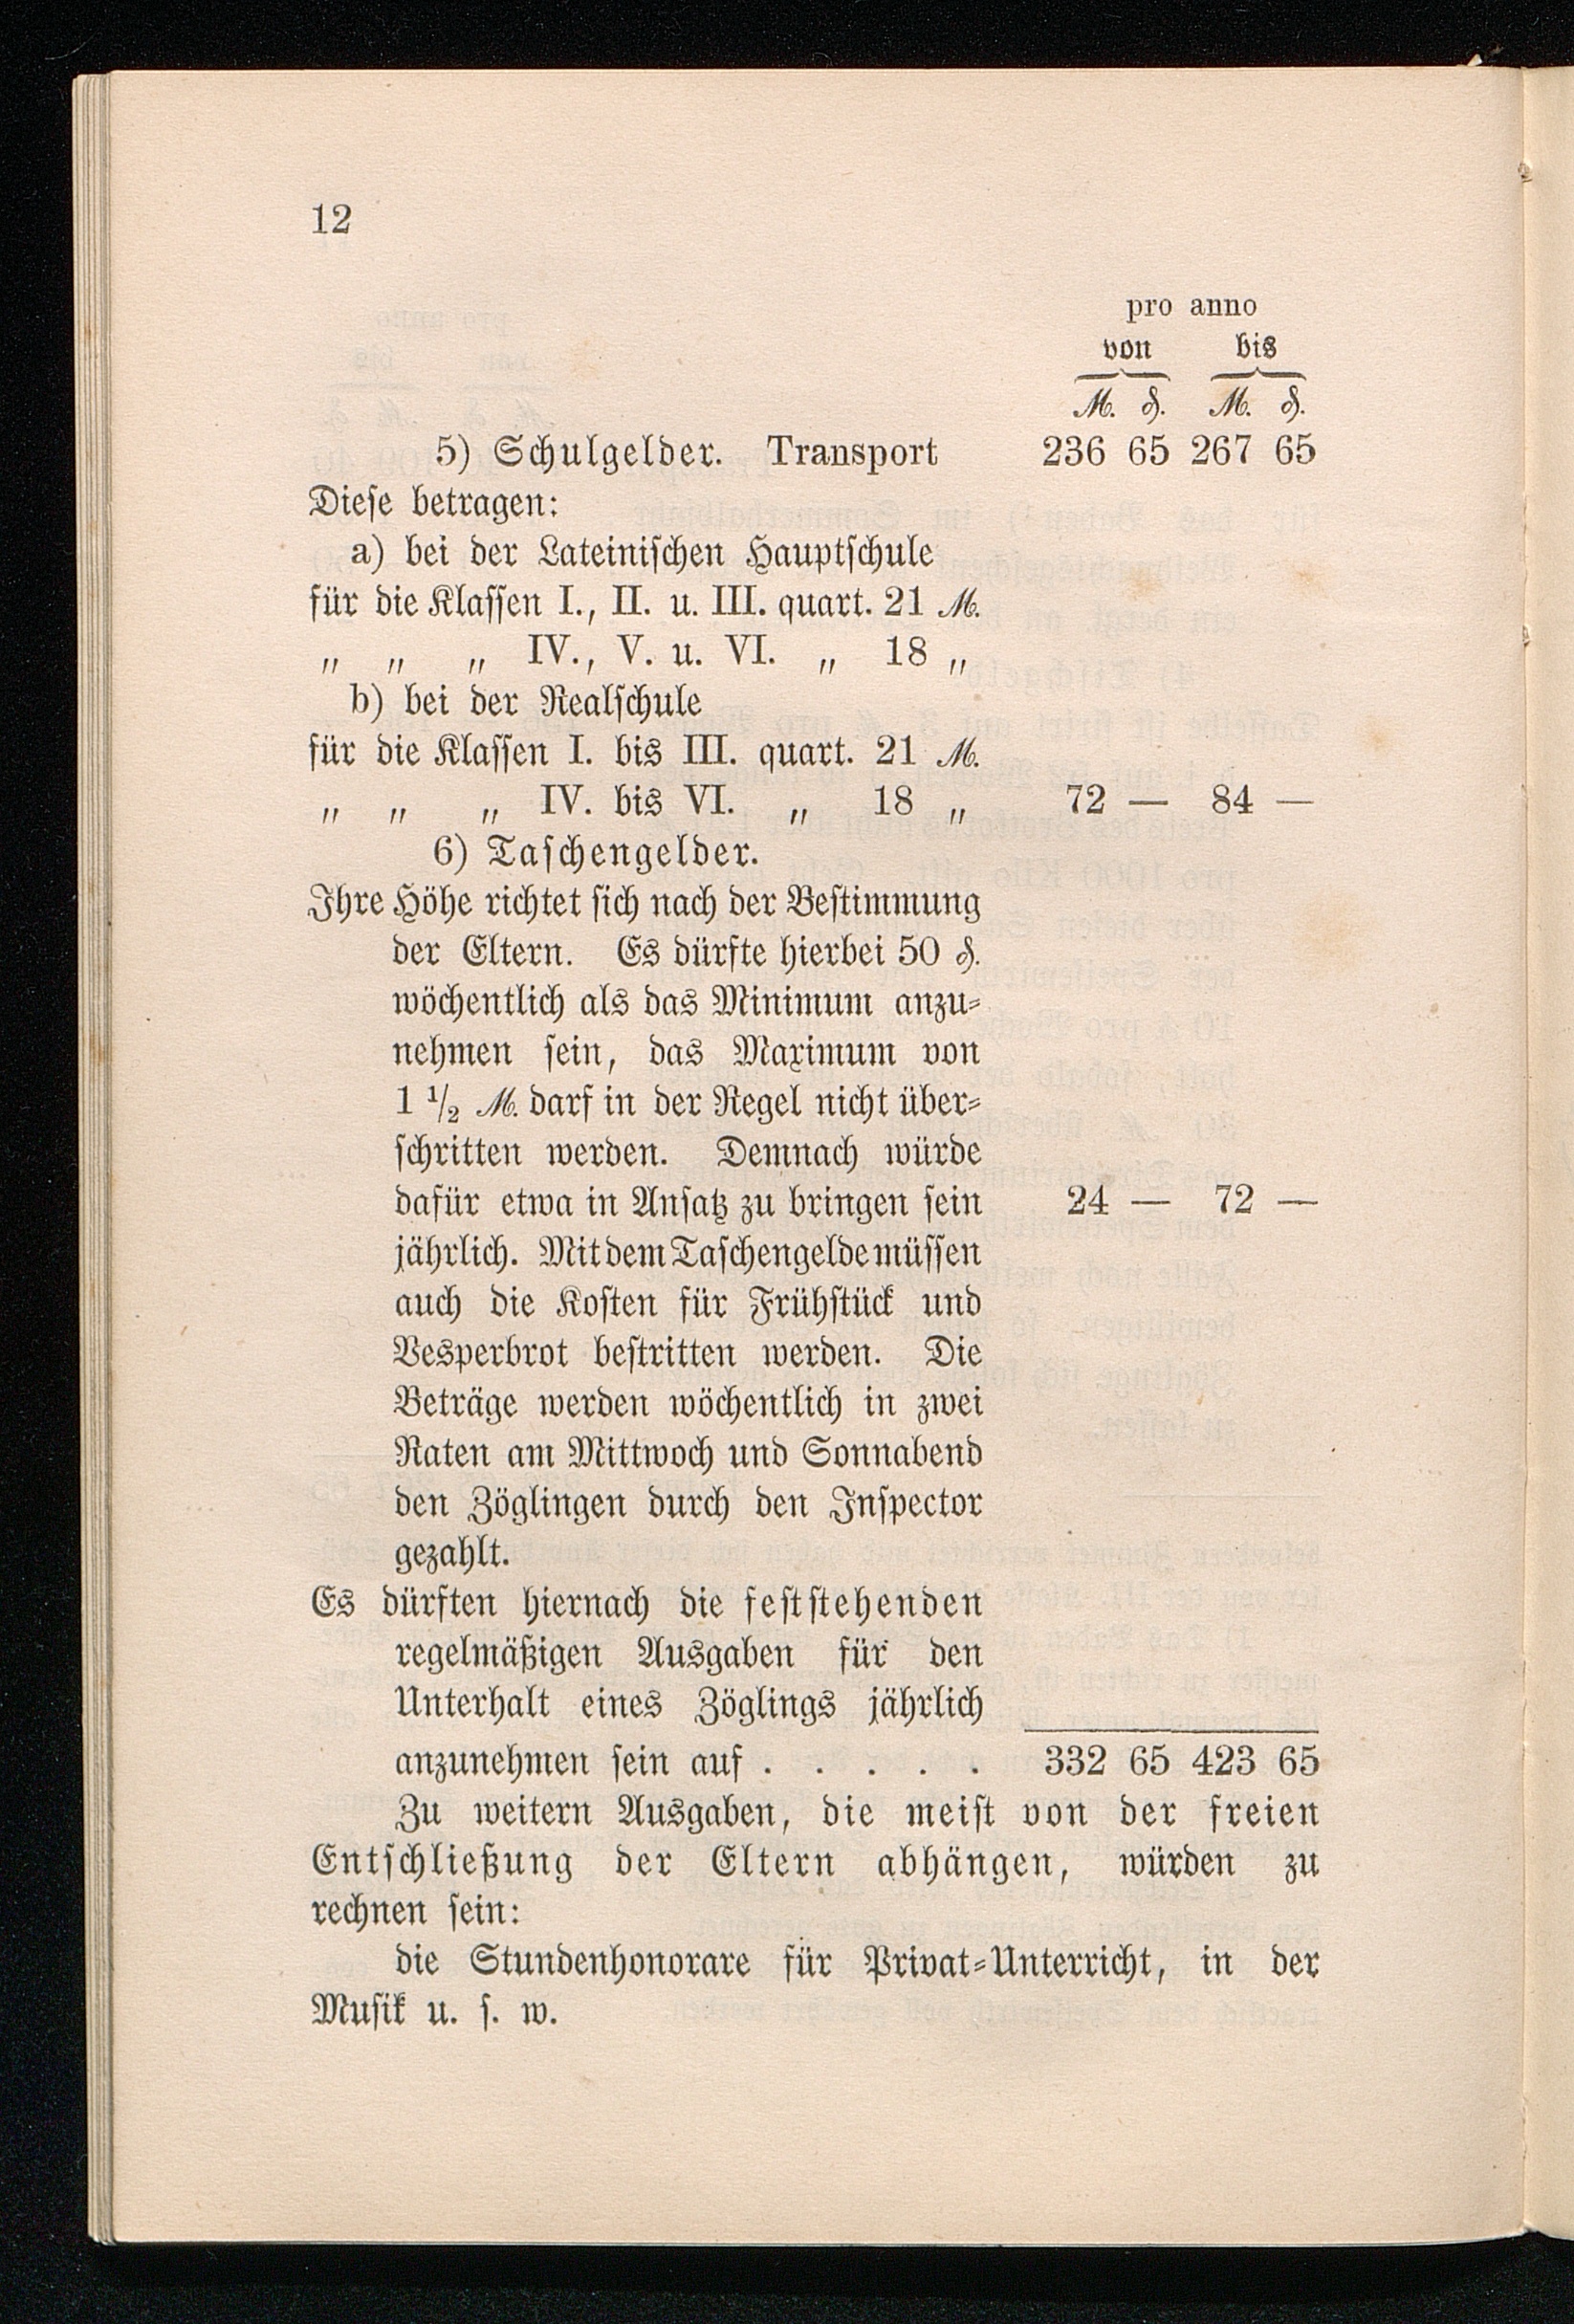 12
pro anno
von bis
ℳ. ₰. ℳ. ₰.
5) Schulgelder. Transport 236 65 267 65
Dieſe betragen:
a) bei der Lateiniſchen Hauptſchule
für die Klaſſen I., II. u. III. quart. 21 ℳ.
„ „ „ IV., V. u. VI. „ 18 „
b) bei der Realſchule
für die Klaſſen I. bis III. quart. 21 ℳ.
„ „ „ IV. bis VI. „ 18 „ 72 — 84 —
6) Taſchengelder.
Ihre Höhe richtet ſich nach der Beſtimmung
der Eltern. Es dürfte hierbei 50 ₰.
wöchentlich als das Minimum anzu-
nehmen ſein, das Maximum von
1 1/2 ℳ. darf in der Regel nicht über-
ſchritten werden. Demnach würde
dafür etwa in Anſatz zu bringen ſein 24 — 72 —
jährlich. Mit dem Taſchengelde müſſen
auch die Koſten für Frühſtück und
Vesperbrot beſtritten werden. Die
Beträge werden wöchentlich in zwei
Raten am Mittwoch und Sonnabend
den Zöglingen durch den Inſpector
gezahlt.
Es dürften hiernach die feſtſtehenden
regelmäßigen Ausgaben für den
Unterhalt eines Zöglings jährlich
anzunehmen ſein auf . . . . . 332 65 423 65
Zu weitern Ausgaben, die meiſt von der freien
Entſchließung der Eltern abhängen, würden zu
rechnen ſein:
die Stundenhonorare für Privat-Unterricht, in der
Muſik u. ſ. w.